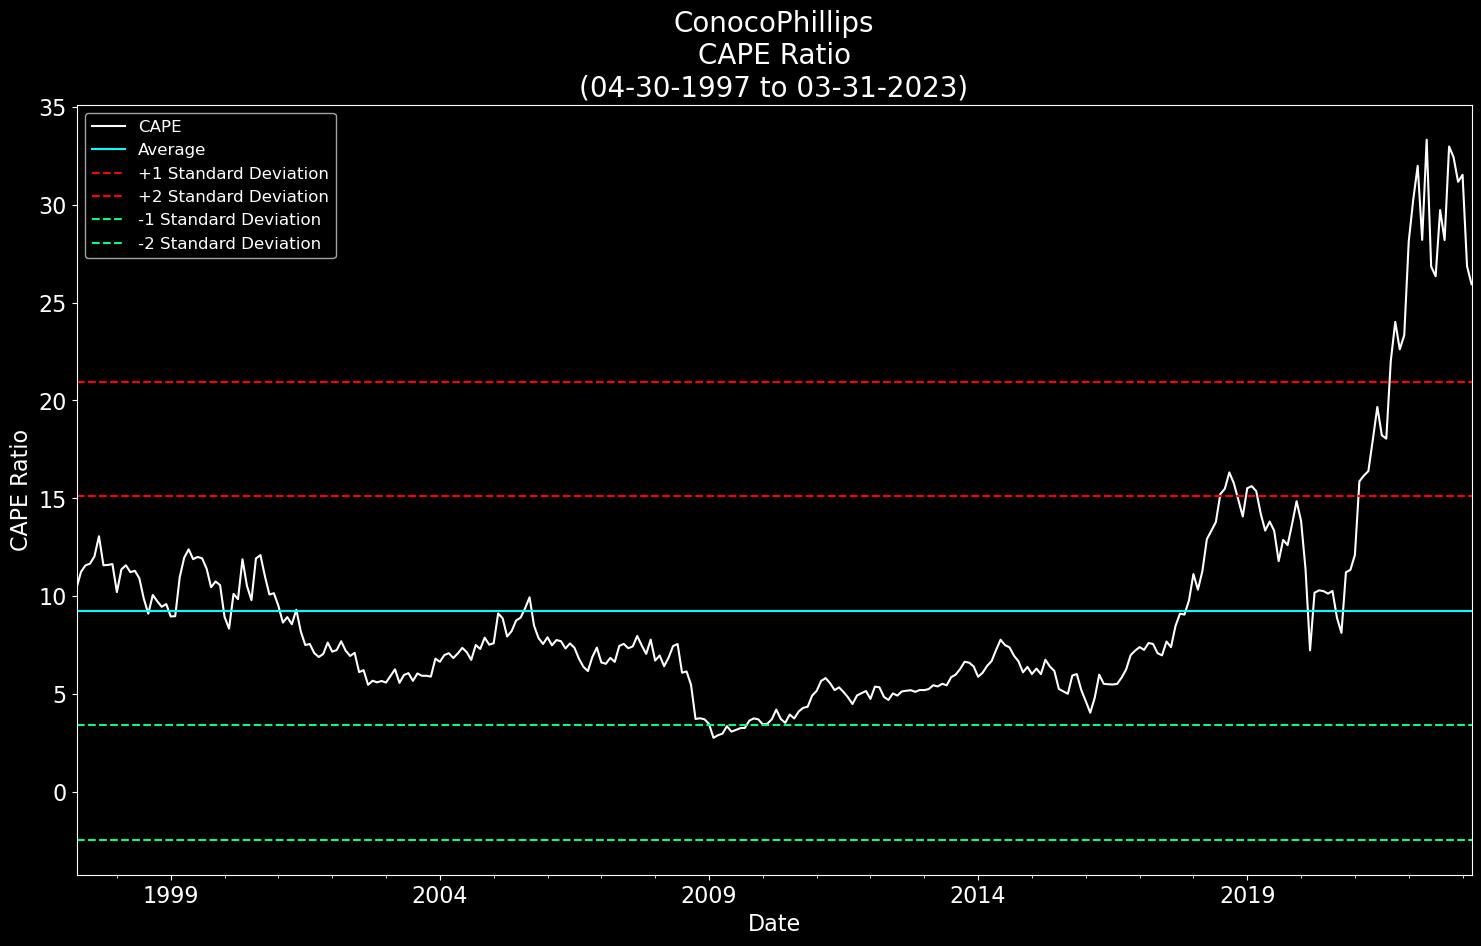 ConocoPhillips
CAPE Ratio
(04-30-1997 to 03-31-2023)
CAPE
Average
+1 Standard Deviation
+2 Standard Deviation
-1 Standard Deviation
-2 Standard Deviation
35
30
25
20
15
10
5
0
CAPE Ratio
1999
2004
2009
2014
2019
Date